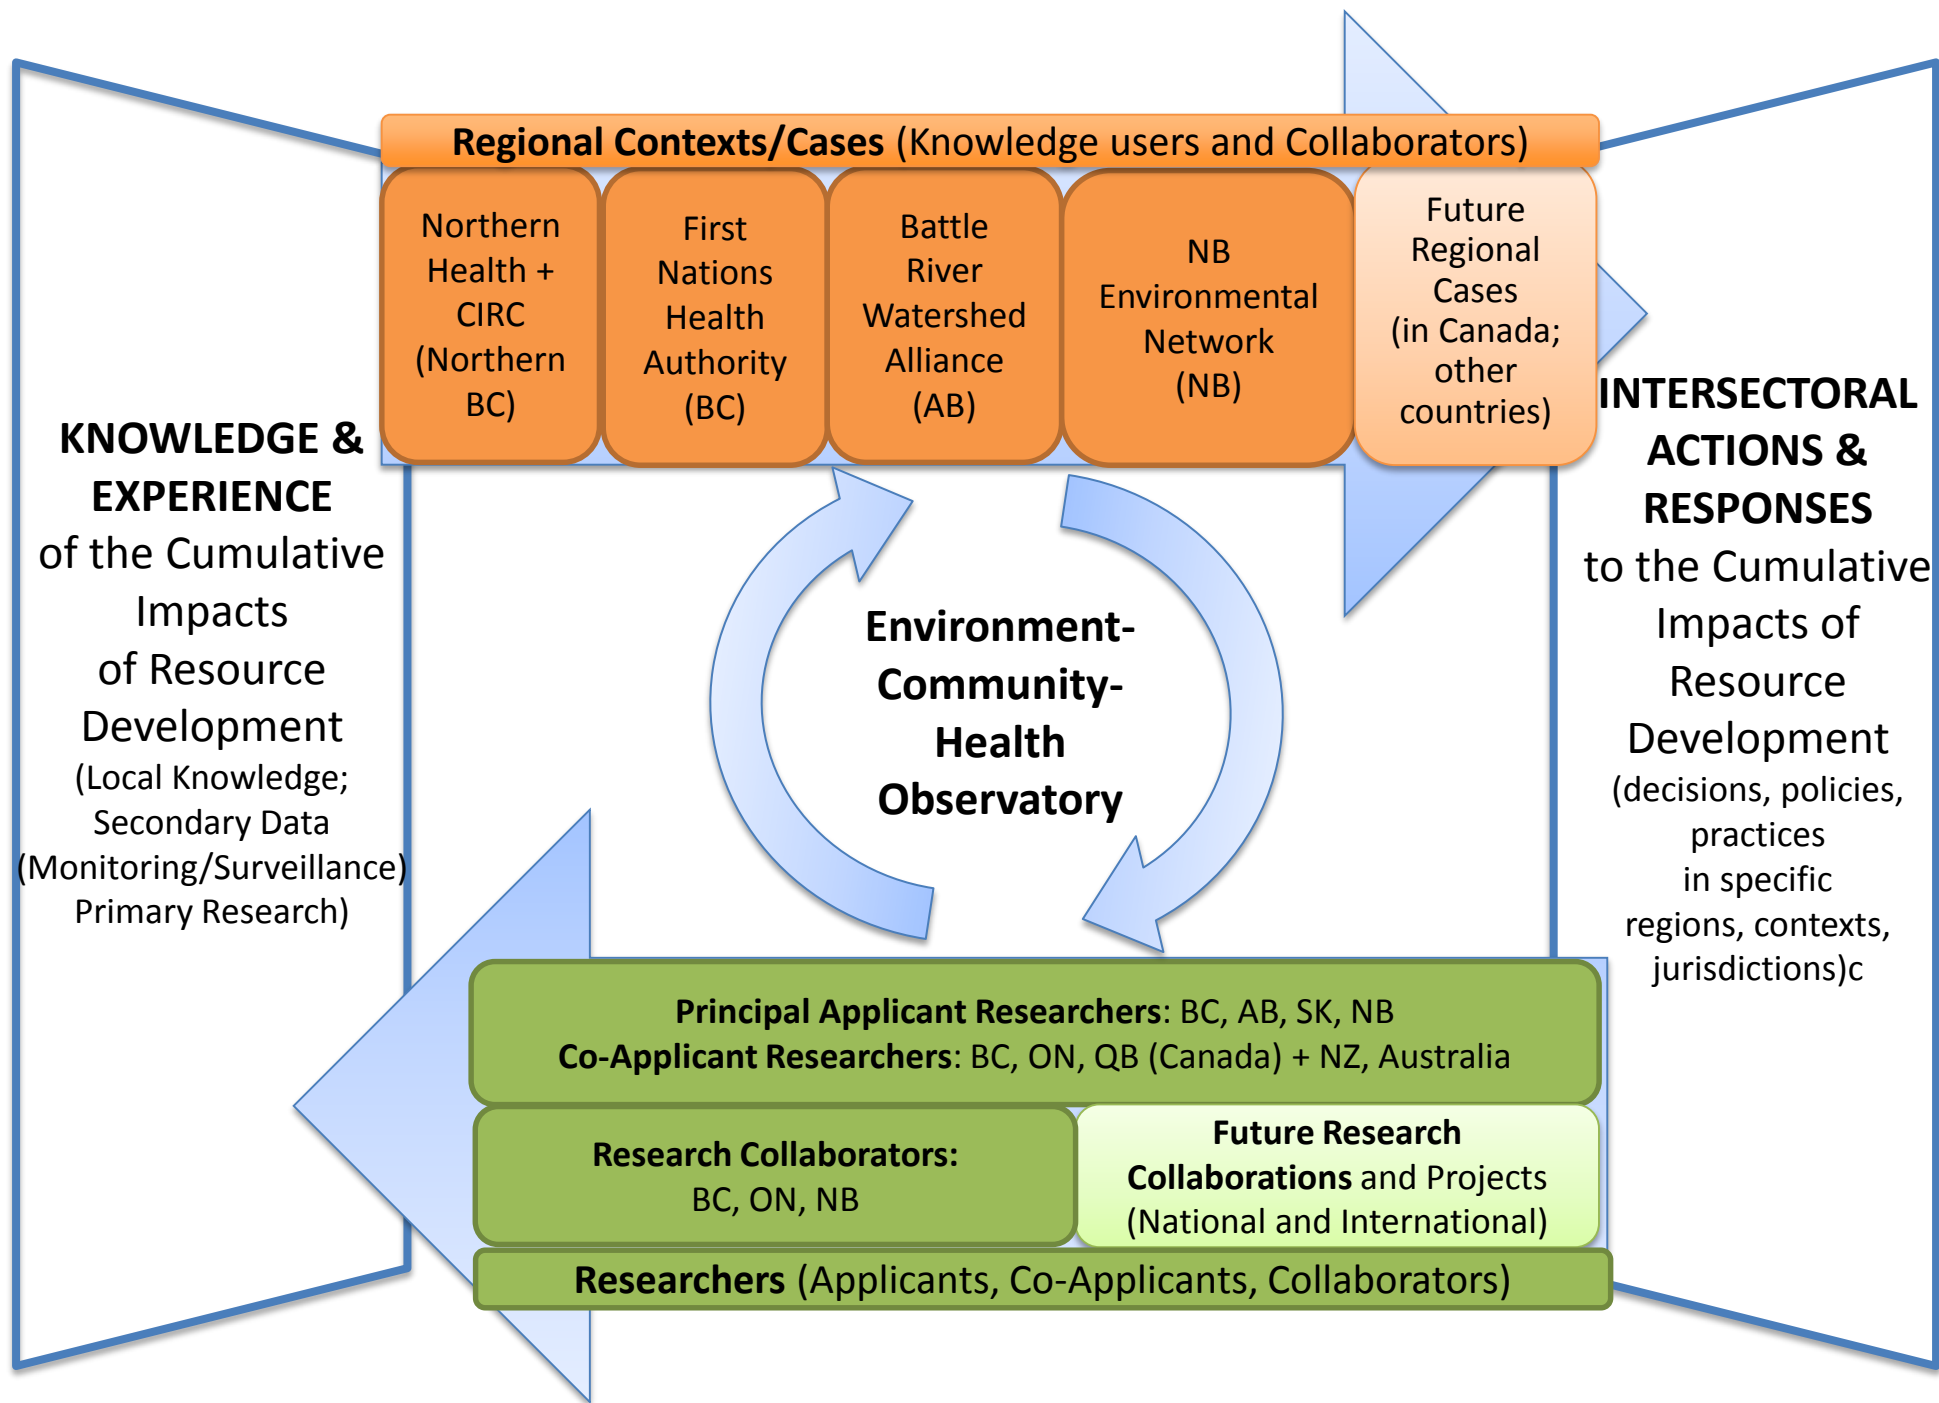 Regional Contexts/Cases (Knowledge users and Collaborators)
Northern
Health +
CIRC
(Northern
BC)
First
Nations
Health
Authority
(BC)
Battle
River
Watershed
Alliance
(AB)
NB
Environmental
Network
(NB)
Future
Regional
Cases
(in Canada;
other
countries)
KNOWLEDGE &
EXPERIENCE
of the Cumulative
Impacts
of Resource
Development
(Local Knowledge;
Secondary Data
(Monitoring/Surveillance)
Primary Research)
Environment-
Community-
Health
Observatory
INTERSECTORAL
ACTIONS &
RESPONSES
to the Cumulative
Impacts of
Resource
Development
(decisions, policies,
practices
in specific
regions, contexts,
jurisdictions)c
Principal Applicant Researchers: BC, AB, SK, NB
Co-Applicant Researchers: BC, ON, QB (Canada) + NZ, Australia
Research Collaborators:
BC, ON, NB
Future Research
Collaborations and Projects
(National and International)
Researchers (Applicants, Co-Applicants, Collaborators)